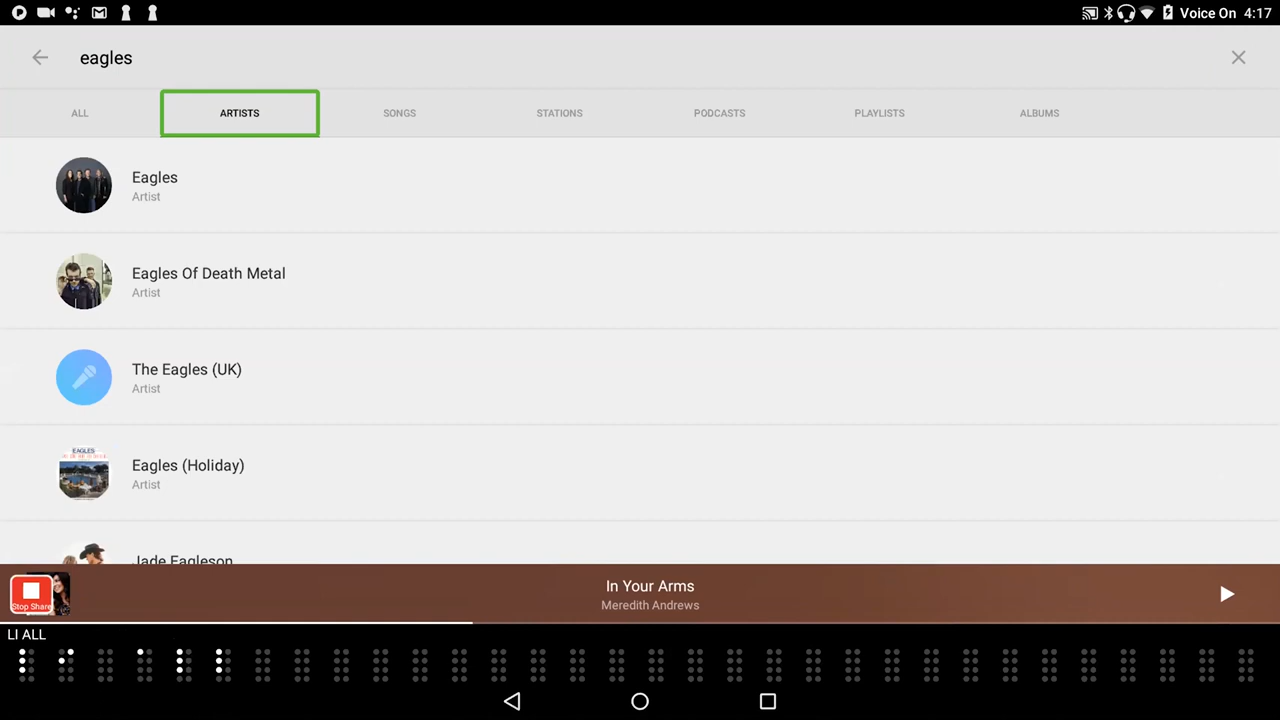 Voice On 4:17
eagles
ALL ARTISTS SONGS STATIONS PODCASTS PLAYLISTS ALBUMS
Eagles
Artist
Eagles Of Death Metal
Artist
The Eagles (UK)
Artist
Eagles (Holiday)
Artist
Jade Eagleson
In Your Arms
Meredith Andrews
Stop Share
LI ALL